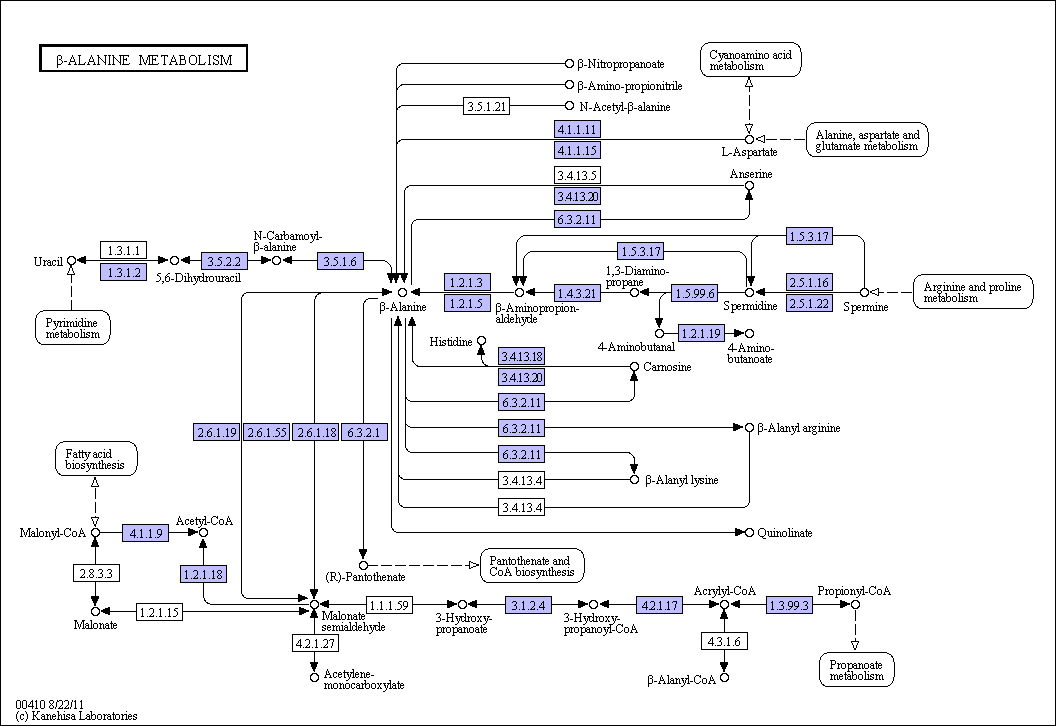 β-ALANINE METABOLISM
β-Nitropropanoate
β-Amino-propionitrile
3.5.1.21
N-Acetyl-β-alanine
Cyanoamino acid
metabolism
4.1.1.11
4.1.1.15
L-Aspartate
Alanine, aspartate and
glutamate metabolism
3.4.13.5
3.4.13.20
6.3.2.11
Anserine
Uracil
1.3.1.1
1.3.1.2
5,6-Dihydrouracil
3.5.2.2
N-Carbamoyl-
β-alanine
3.5.1.6
1.5.3.17
1.5.3.17
β-Alanine
1.2.1.3
1.2.1.5
β-Aminopropion-
aldehyde
1.4.3.21
1,3-Diamino-
propane
1.5.99.6
Spermidine
2.5.1.16
2.5.1.22
Spermine
Arginine and proline
metabolism
Pyrimidine
metabolism
4-Aminobutanal
1.2.1.19
4-Amino-
butanoate
Histidine
3.4.13.18
3.4.13.20
Carnosine
6.3.2.11
2.6.1.19
2.6.1.55
2.6.1.18
6.3.2.1
6.3.2.11
β-Alanyl arginine
6.3.2.11
3.4.13.4
β-Alanyl lysine
3.4.13.4
Fatty acid
biosynthesis
Malonyl-CoA
4.1.1.9
Acetyl-CoA
Quinolinate
2.8.3.3
1.2.1.18
(R)-Pantothenate
Pantothenate and
CoA biosynthesis
Malonate
1.2.1.15
Malonate
semialdehyde
1.1.1.59
3-Hydroxy-
propanoate
3.1.2.4
3-Hydroxy-
propanoyl-CoA
4.2.1.17
Acrylyl-CoA
1.3.99.3
Propionyl-CoA
4.2.1.27
Acetylene-
monocarboxylate
4.3.1.6
β-Alanyl-CoA
Propanoate
metabolism
00410 8/22/11
(c) Kanehisa Laboratories